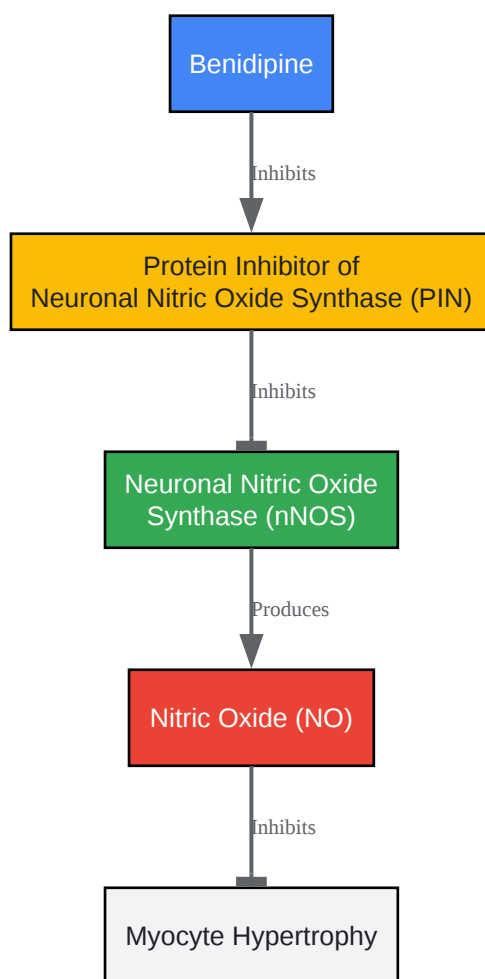 Benidipine
Inhibits
Protein Inhibitor of
Neuronal Nitric Oxide Synthase (PIN)
Inhibits
Neuronal Nitric Oxide
Synthase (nNOS)
Produces
Nitric Oxide (NO)
Inhibits
Myocyte Hypertrophy